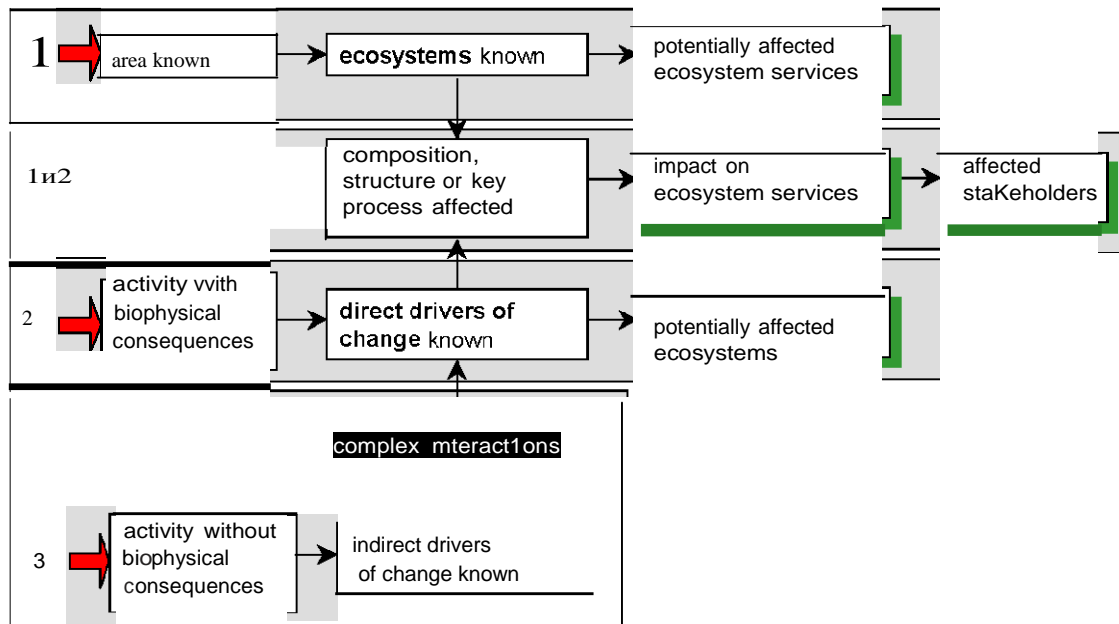 1
area known
ecosystems known
potentially affected
ecosystem services
1и2
composition,
structure or key
process affected
impact on
ecosystem services
affected
staKeholders
2
activity vvith
biophysical
consequences
direct drivers of
change known
potentially affected
ecosystems
complex mteract1ons
3
activity without
biophysical
consequences
indirect drivers
of change known